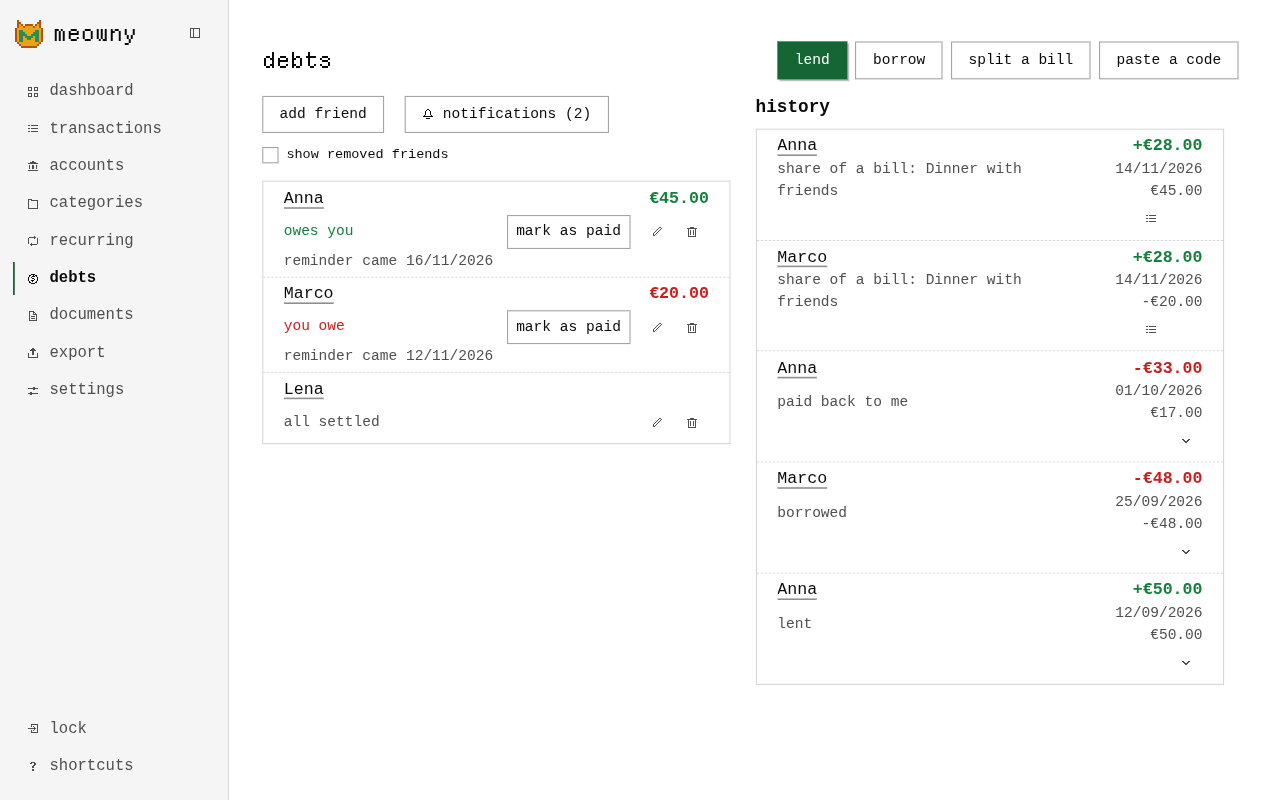 meowny
dashboard
transactions
accounts
categories
recurring
debts
documents
export
settings
lock
? shortcuts
debts
lend
borrow
split a bill
paste a code
add friend
notifications (2)
show removed friends
Anna €45.00
owes you mark as paid
reminder came 16/11/2026
Marco €20.00
you owe mark as paid
reminder came 12/11/2026
Lena
all settled
history
Anna +€28.00
share of a bill: Dinner with 14/11/2026
friends €45.00
Marco +€28.00
share of a bill: Dinner with 14/11/2026
friends -€20.00
Anna -€33.00
01/10/2026
paid back to me
€17.00
Marco -€48.00
25/09/2026
borrowed
-€48.00
Anna +€50.00
12/09/2026
lent
€50.00